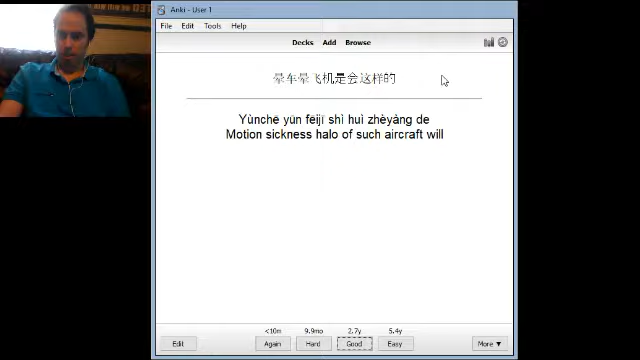 Anki - User 1
File Edit Tools Help
Decks Add Browse
晕车晕飞机是会这样的
Yùnchē yūn fēijī shì huì zhèyàng de
Motion sickness halo of such aircraft will
<10m 9.9mo 2.7y 5.4y
Edit Again Hard Good Easy More ▼